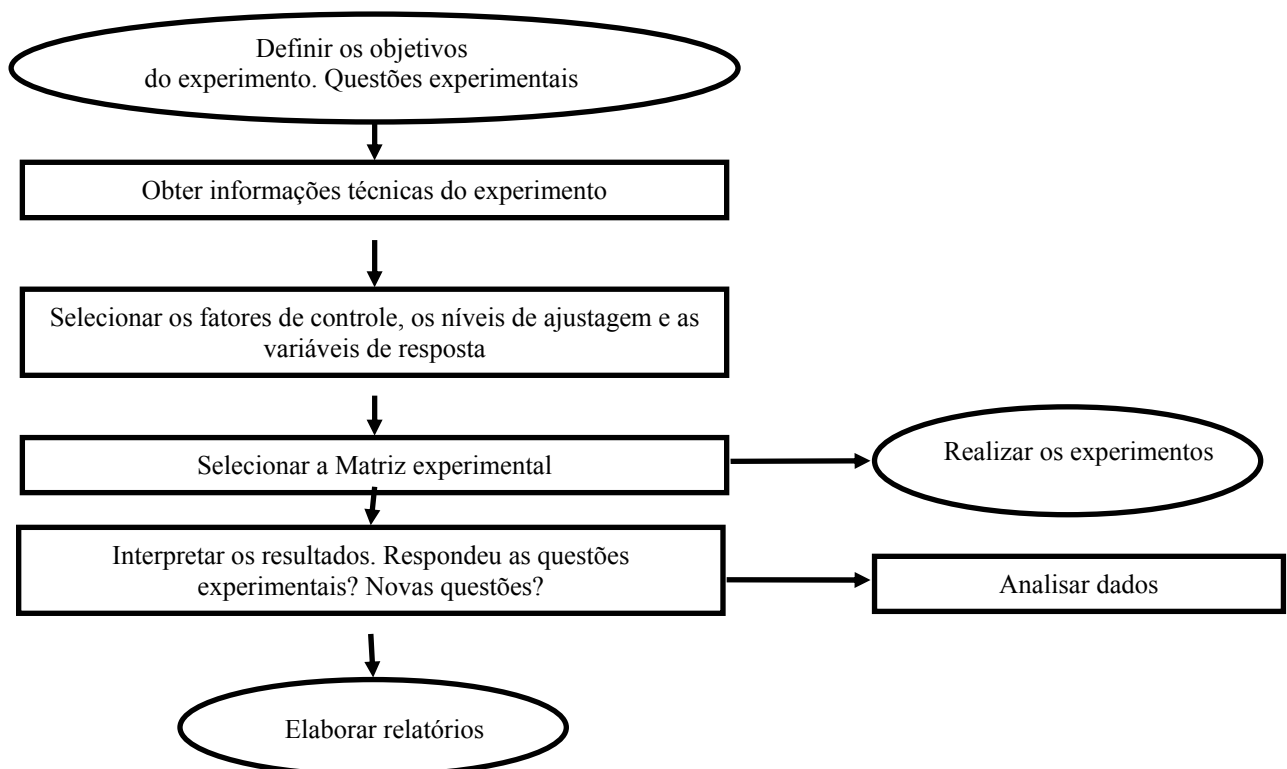 Definir os objetivos
do experimento. Questões experimentais
Obter informações técnicas do experimento
Selecionar os fatores de controle, os níveis de ajustagem e as
variáveis de resposta
Selecionar a Matriz experimental
Realizar os experimentos
Interpretar os resultados. Respondeu as questões
experimentais? Novas questões?
Analisar dados
Elaborar relatórios